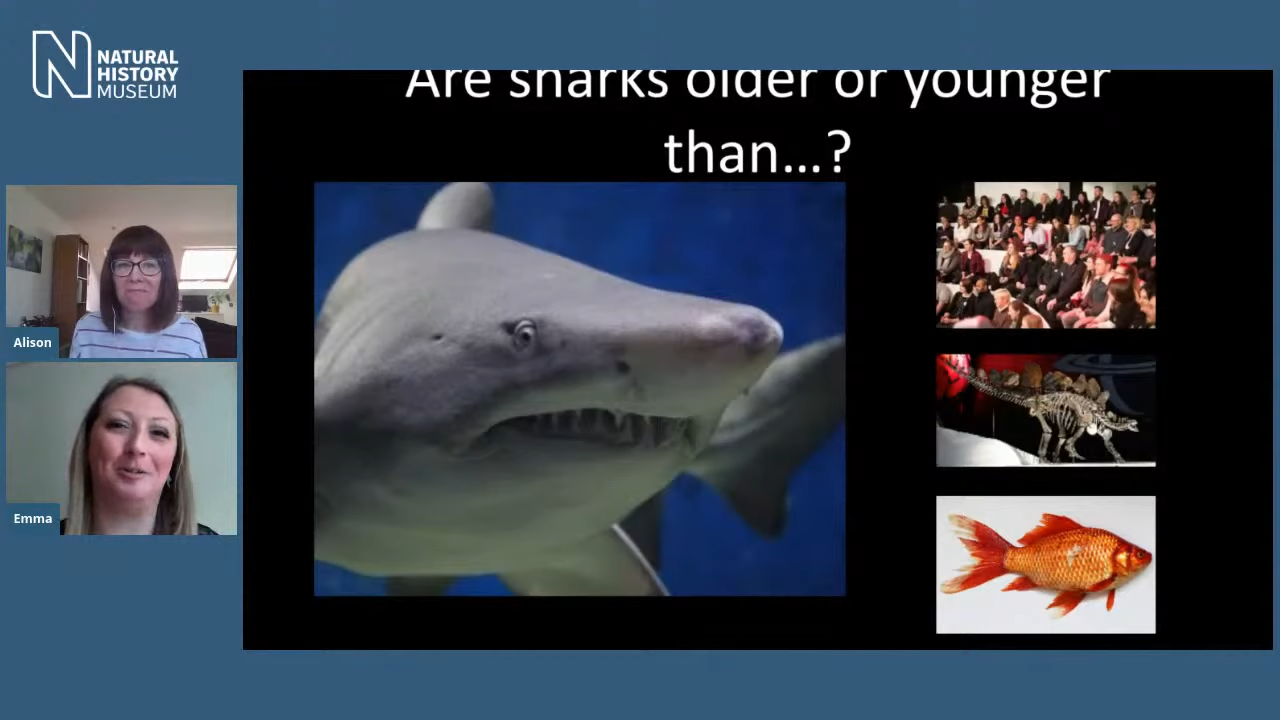 NATURAL
HISTORY
MUSEUM
Are sharks older or younger
than...?
Alison
Emma